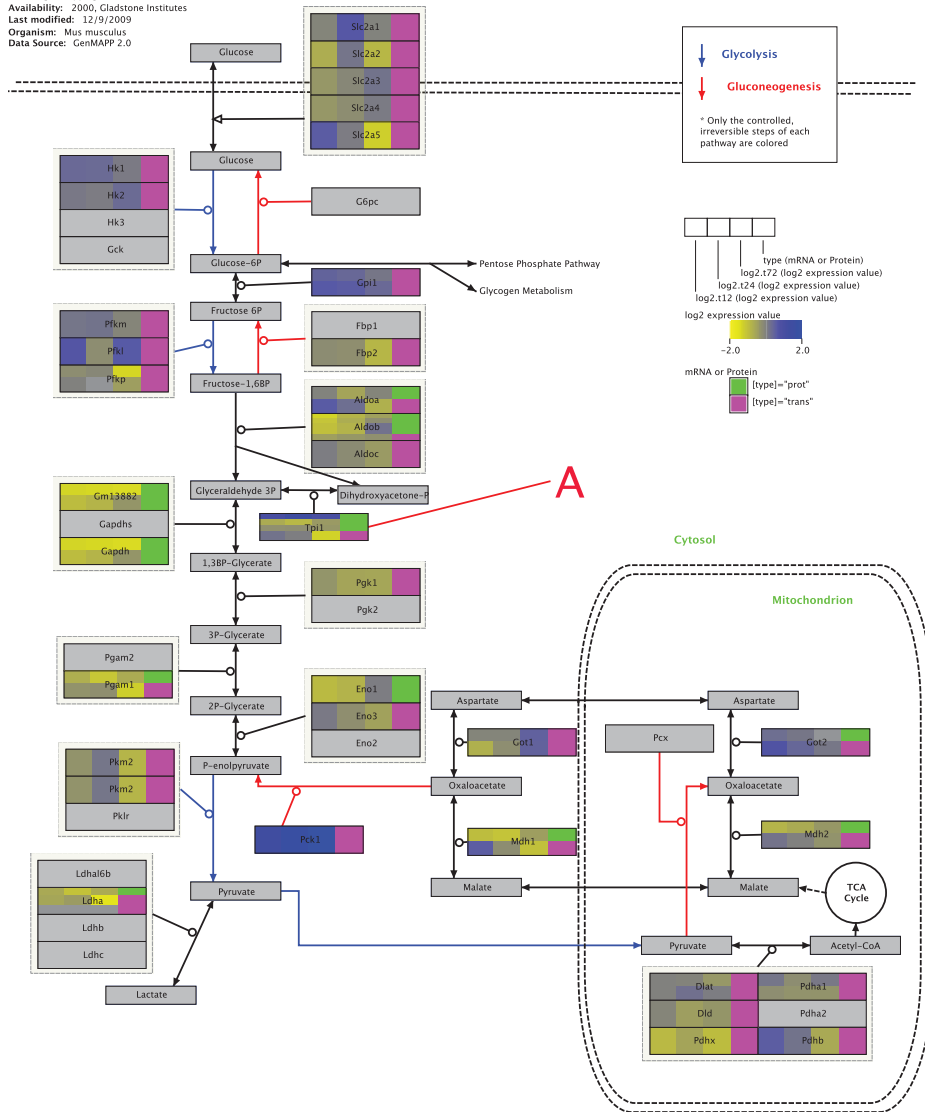 Availability: 2000, Gladstone Institutes
Last modified: 12/9/2009
Organism: Mus musculus
Data Source: GenMAPP 2.0
Glucose
Slc2a1
Slc2a2
Slc2a3
Slc2a4
Slc2a5
Glycolysis
Gluconeogenesis
* Only the controlled,
irreversible steps of each
pathway are colored
Glucose
Hk1
Hk2
Hk3
Gck
G6pc
Glucose-6P
Pentose Phosphate Pathway
Glycogen Metabolism
Gpi1
type (mRNA or Protein)
log2.t72 (log2 expression value)
log2.t24 (log2 expression value)
log2.t12 (log2 expression value)
log2 expression value
-2.0 2.0
mRNA or Protein
[type]="prot"
[type]="trans"
Fructose 6P
Pfkm
Pfkl
Pfkp
Fbp1
Fbp2
Fructose-1,6BP
Aldoa
Aldob
Aldoc
Glyceraldehyde 3P
Dihydroxyacetone-P
A
Gm13882
Gapdhs
Gapdh
Tpi1
Cytosol
1,3BP-Glycerate
Pgk1
Pgk2
Mitochondrion
3P-Glycerate
Pgam2
Pgam1
2P-Glycerate
Eno1
Eno3
Eno2
Aspartate
Aspartate
Got1
Pcx
Got2
P-enolpyruvate
Pkm2
Pkm2
Pklr
Oxaloacetate
Oxaloacetate
Pck1
Mdh1
Mdh2
Ldhal6b
Ldha
Ldhb
Ldhc
Pyruvate
Malate
Malate
TCA
Cycle
Pyruvate
Acetyl-CoA
Lactate
Dlat
Pdha1
Dld
Pdha2
Pdhx
Pdhb